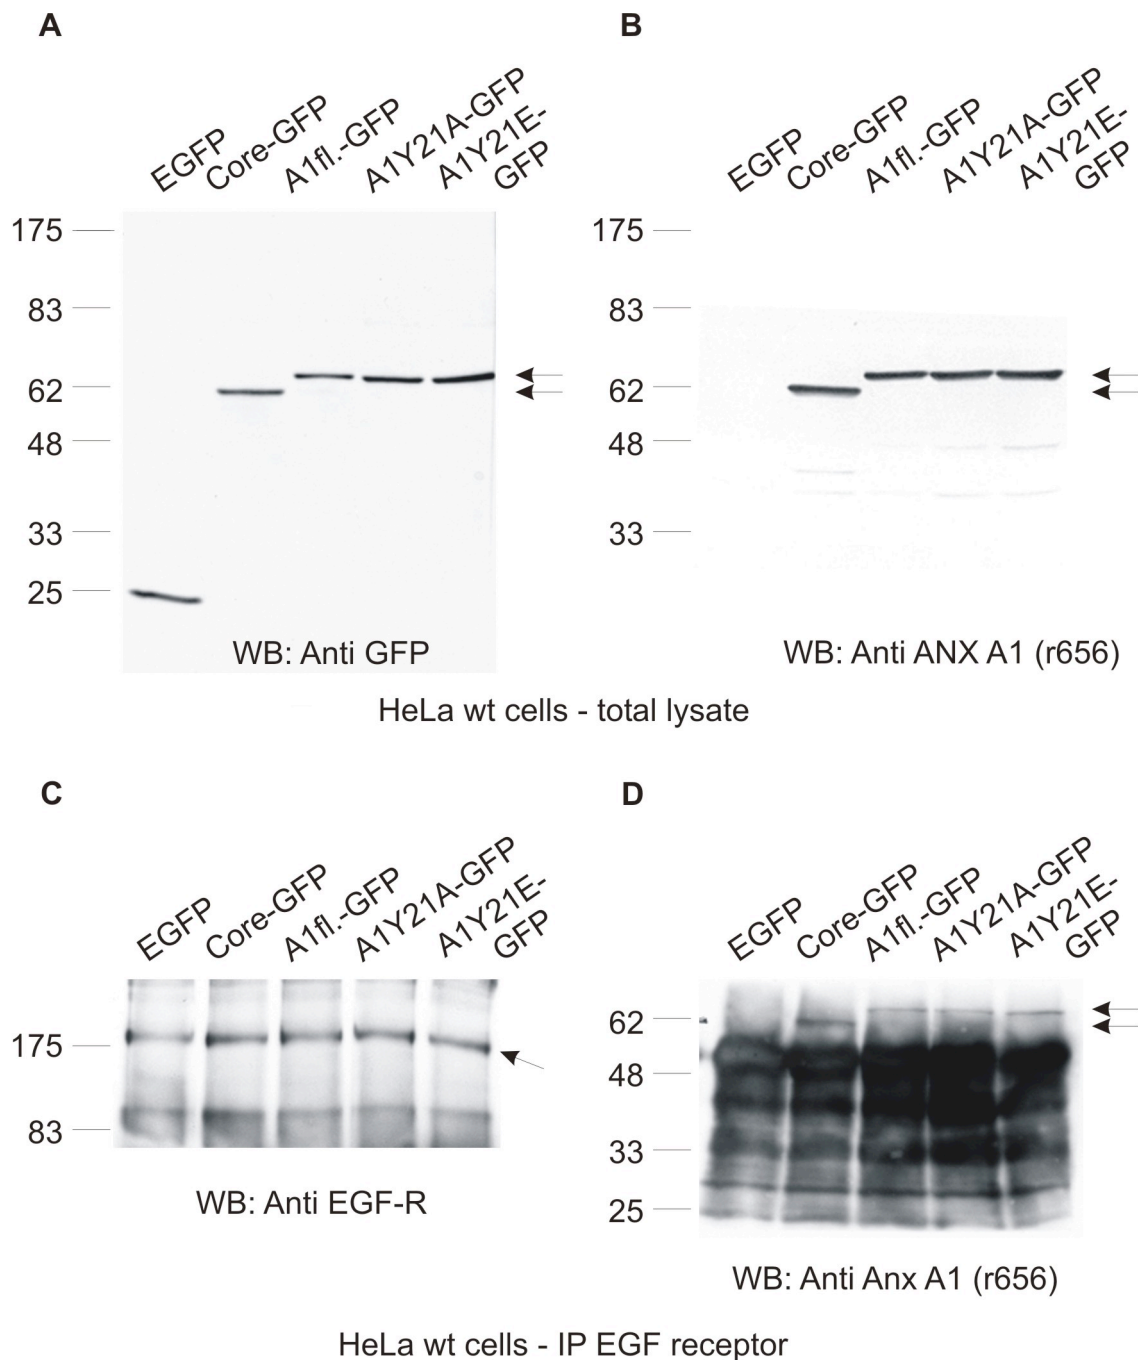 A
EGFP
Core-GFP
A1fl.-GFP
A1Y21A-GFP
A1Y21E-
GFP
175
83
62
48
33
25
WB: Anti GFP
B
EGFP
Core-GFP
A1fl.-GFP
A1Y21A-GFP
A1Y21E-
GFP
175
83
62
48
33
WB: Anti ANX A1 (r656)
HeLa wt cells - total lysate
C
EGFP
Core-GFP
A1fl.-GFP
A1Y21A-GFP
A1Y21E-
GFP
175
83
WB: Anti EGF-R
D
EGFP
Core-GFP
A1fl.-GFP
A1Y21A-GFP
A1Y21E-
GFP
62
48
33
25
WB: Anti Anx A1 (r656)
HeLa wt cells - IP EGF receptor